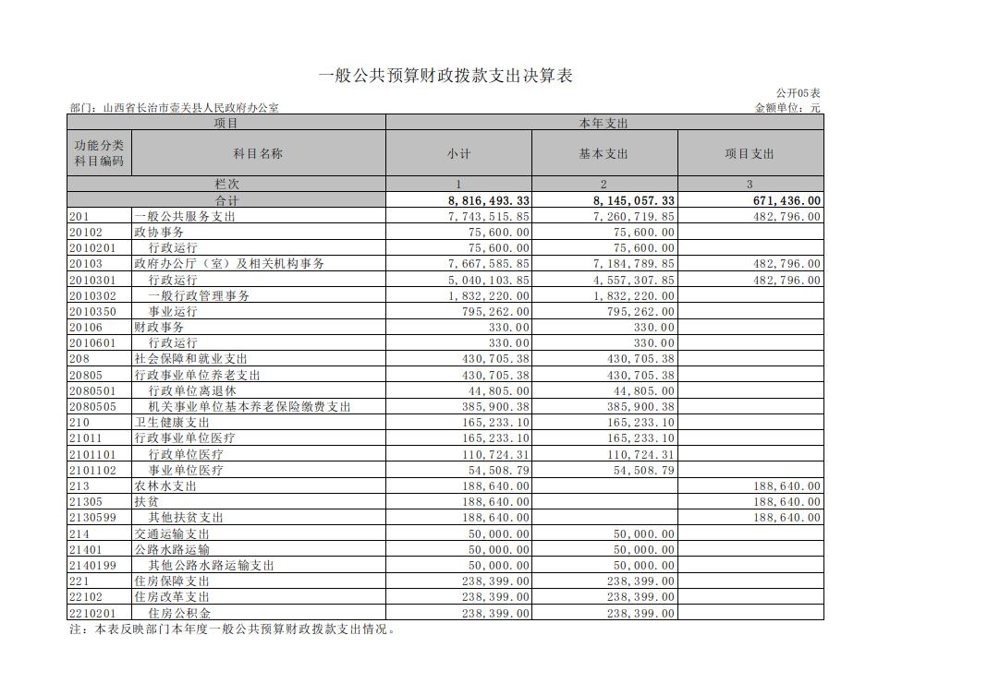 一般公共预算财政拨款支出决算表
公开05表
部门：山西省长治市壶关县人民政府办公室 金额单位：元
项目 本年支出
功能分类科目编码 科目名称 小计 基本支出 项目支出
栏次 1 2 3
合计 8,816,493.33 8,145,057.33 671,436.00
201 一般公共服务支出 7,743,515.85 7,260,719.85 482,796.00
20102 政协事务 75,600.00 75,600.00
2010201 行政运行 75,600.00 75,600.00
20103 政府办公厅（室）及相关机构事务 7,667,585.85 7,184,789.85 482,796.00
2010301 行政运行 5,040,103.85 4,557,307.85 482,796.00
2010302 一般行政管理事务 1,832,220.00 1,832,220.00
2010350 事业运行 795,262.00 795,262.00
20106 财政事务 330.00 330.00
2010601 行政运行 330.00 330.00
208 社会保障和就业支出 430,705.38 430,705.38
20805 行政事业单位养老支出 430,705.38 430,705.38
2080501 行政单位离退休 44,805.00 44,805.00
2080505 机关事业单位基本养老保险缴费支出 385,900.38 385,900.38
210 卫生健康支出 165,233.10 165,233.10
21011 行政事业单位医疗 165,233.10 165,233.10
2101101 行政单位医疗 110,724.31 110,724.31
2101102 事业单位医疗 54,508.79 54,508.79
213 农林水支出 188,640.00 188,640.00
21305 扶贫 188,640.00 188,640.00
2130599 其他扶贫支出 188,640.00 188,640.00
214 交通运输支出 50,000.00 50,000.00
21401 公路水路运输 50,000.00 50,000.00
2140199 其他公路水路运输支出 50,000.00 50,000.00
221 住房保障支出 238,399.00 238,399.00
22102 住房改革支出 238,399.00 238,399.00
2210201 住房公积金 238,399.00 238,399.00
注：本表反映部门本年度一般公共预算财政拨款支出情况。